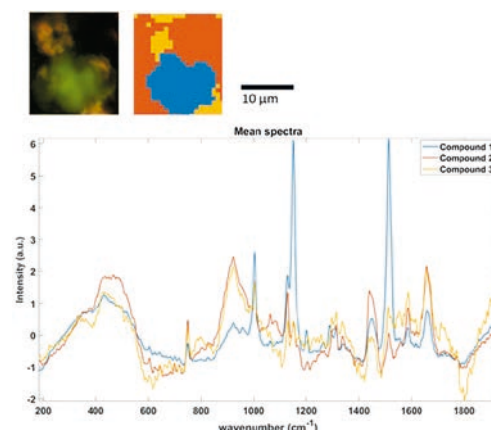 10 µm
Mean spectra
6
5
4
3
2
1
0
-1
-2
Intensity (a.u.)
Compound 1
Compound 2
Compound 3
200 400 600 800 1000 1200 1400 1600 1800
wavenumber (cm⁻¹)